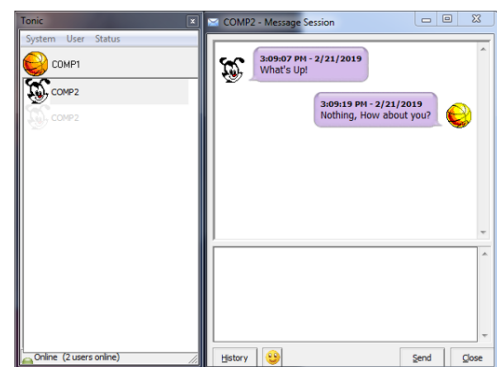 Tonic
x
System User Status
COMP1
COMP2
COMP2
Online (2 users online)
COMP2 - Message Session
3:09:07 PM - 2/21/2019
What's Up!
3:09:19 PM - 2/21/2019
Nothing, How about you?
History
Send
Close